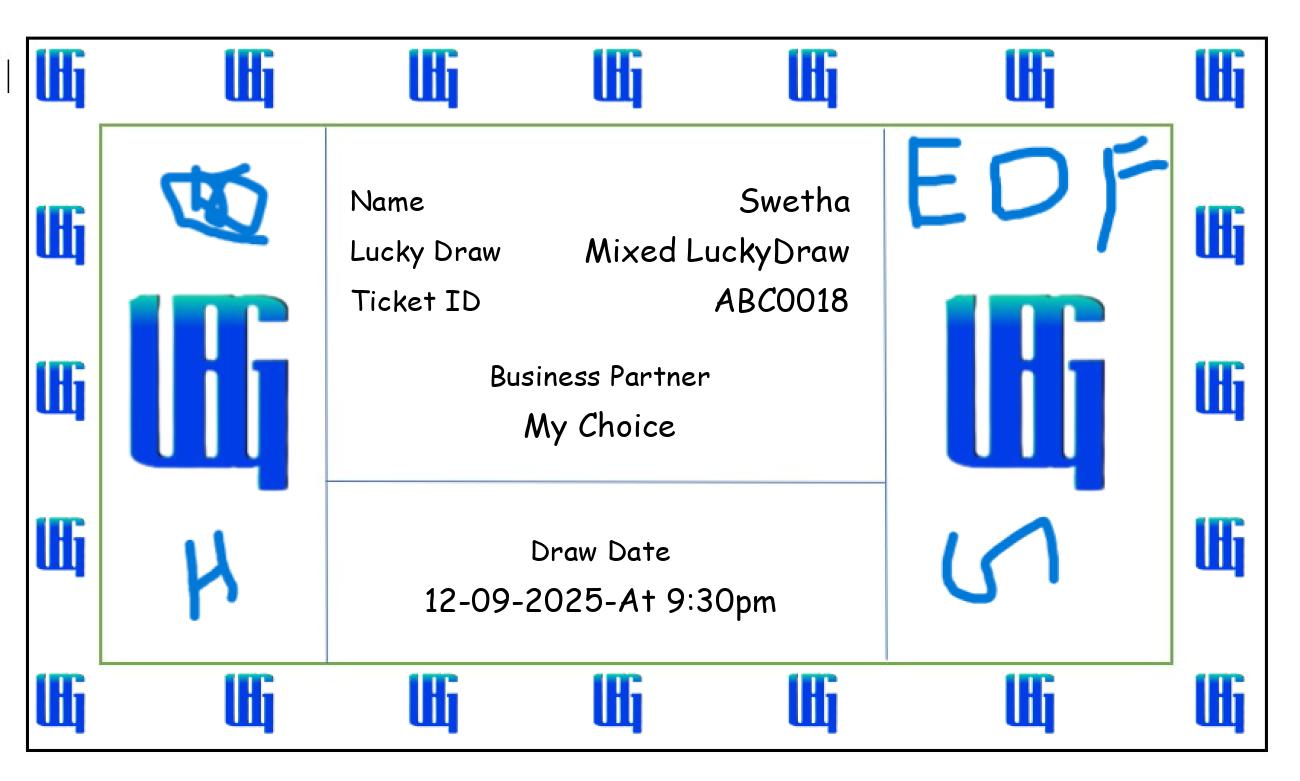 EDF
Name Swetha
Lucky Draw Mixed LuckyDraw
Ticket ID ABC0018
Business Partner
My Choice
H
Draw Date
12-09-2025-At 9:30pm